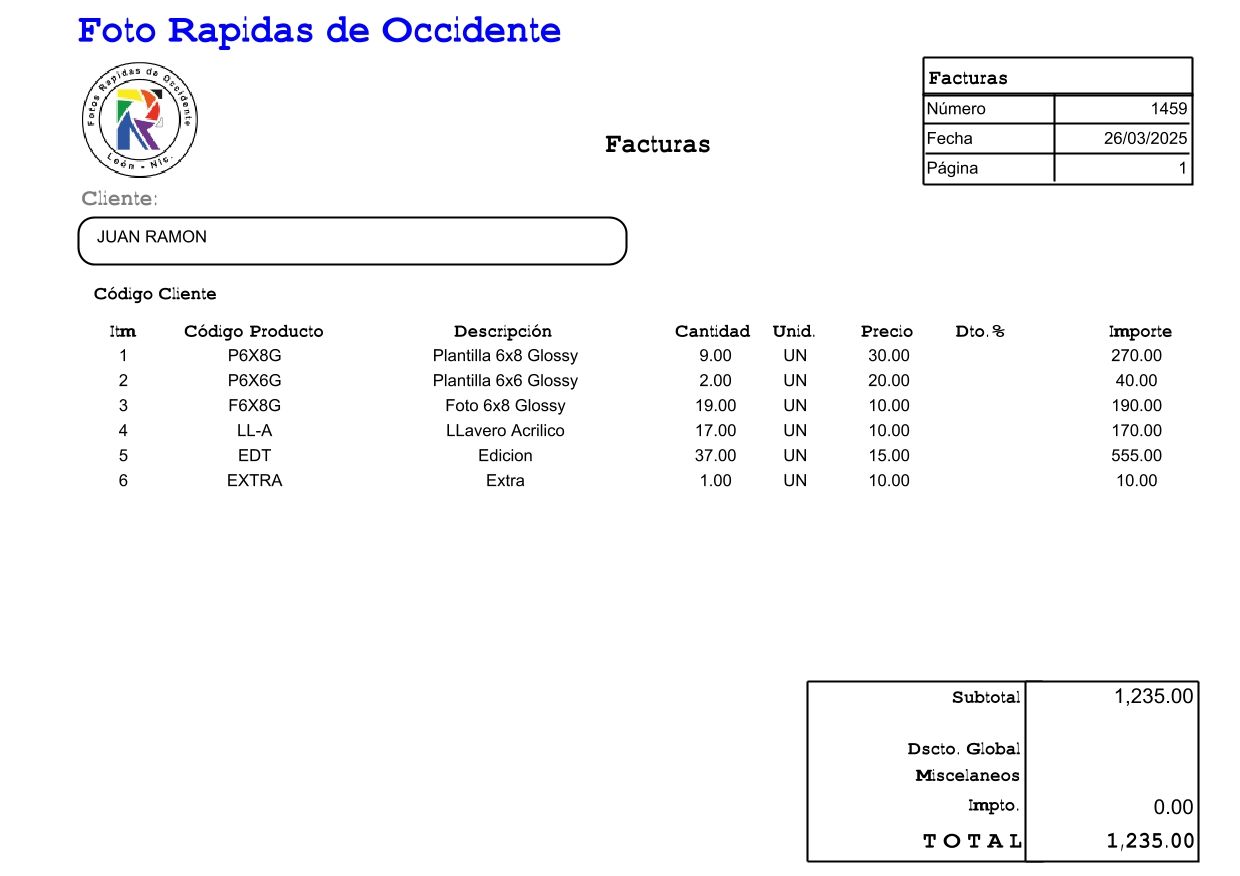 Foto Rapidas de Occidente
Fotos Rapidas de Occidente
León - Nic.
Facturas
Facturas
Número 1459
Fecha 26/03/2025
Página 1
Cliente:
JUAN RAMON
Código Cliente
Itm Código Producto Descripción Cantidad Unid. Precio Dto.% Importe
1 P6X8G Plantilla 6x8 Glossy 9.00 UN 30.00 270.00
2 P6X6G Plantilla 6x6 Glossy 2.00 UN 20.00 40.00
3 F6X8G Foto 6x8 Glossy 19.00 UN 10.00 190.00
4 LL-A LLavero Acrilico 17.00 UN 10.00 170.00
5 EDT Edicion 37.00 UN 15.00 555.00
6 EXTRA Extra 1.00 UN 10.00 10.00
Subtotal 1,235.00
Dscto. Global
Miscelaneos
Impto. 0.00
TOTAL 1,235.00